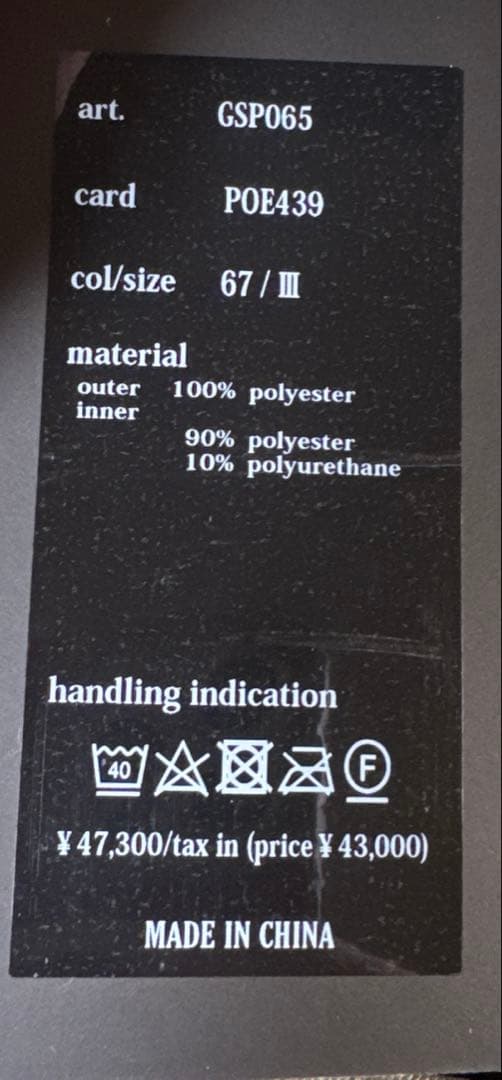 art. GSP065
card POE439
col/size 67 / Ⅲ
material
outer 100% polyester
inner
90% polyester
10% polyurethane
handling indication
40 F
¥ 47,300/tax in (price ¥ 43,000)
MADE IN CHINA